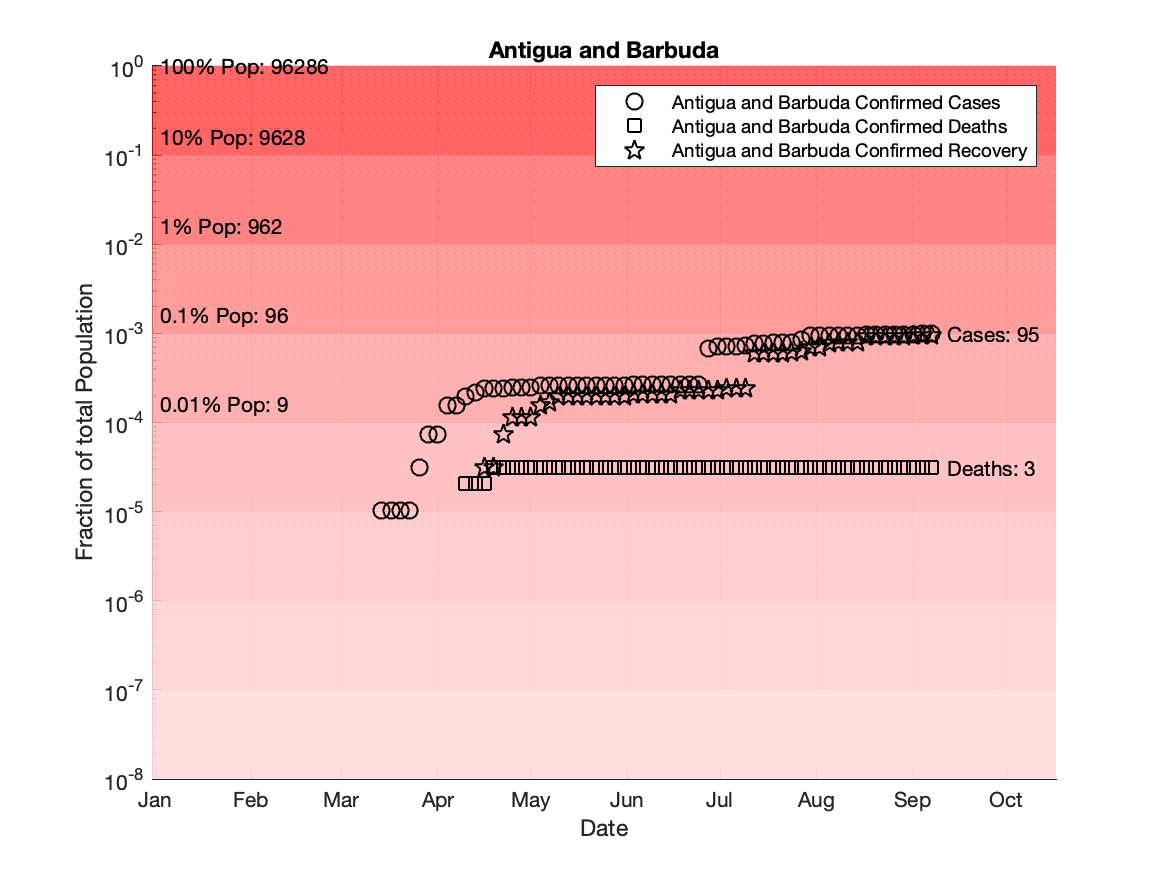 Antigua and Barbuda
10^0
100% Pop: 96286
Antigua and Barbuda Confirmed Cases
Antigua and Barbuda Confirmed Deaths
Antigua and Barbuda Confirmed Recovery
10% Pop: 9628
10^-1
1% Pop: 962
10^-2
0.1% Pop: 96
10^-3
Cases: 95
0.01% Pop: 9
10^-4
Deaths: 3
10^-5
10^-6
10^-7
10^-8
Fraction of total Population
Jan Feb Mar Apr May Jun Jul Aug Sep Oct
Date